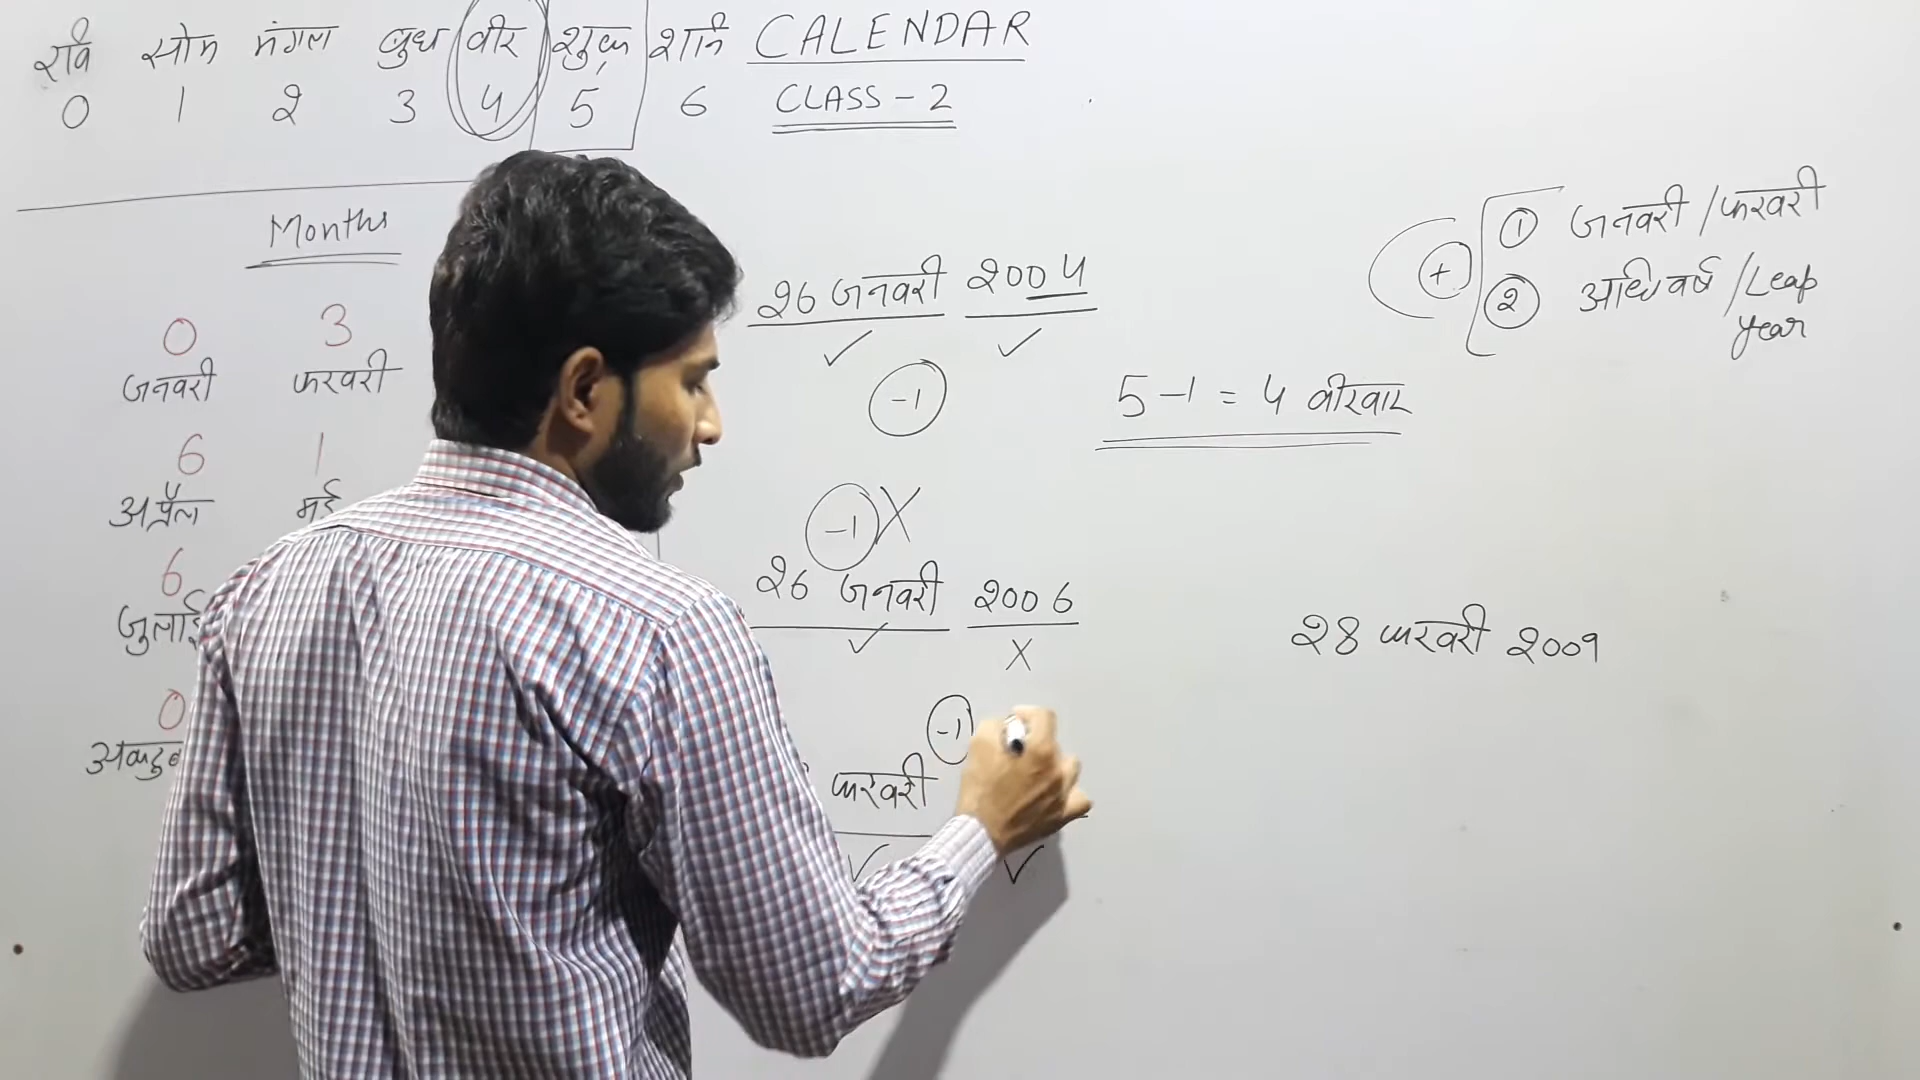 रवि सोम मंगल बुध वीर शुक्र शनि CALENDAR
0 1 2 3 4 5 6 CLASS - 2
Months
0 3
जनवरी फरवरी
6 1
अप्रैल मई
6
जुलाई
0
अक्टुब
26 जनवरी 2004
✓ ✓
-1
5 - 1 = 4 वीरवार
-1 X
26 जनवरी 2006
✓ X
-1
फरवरी
✓ ✓
+ 1 जनवरी / फरवरी
2 अधिवर्ष / Leap
year
28 फरवरी 2009